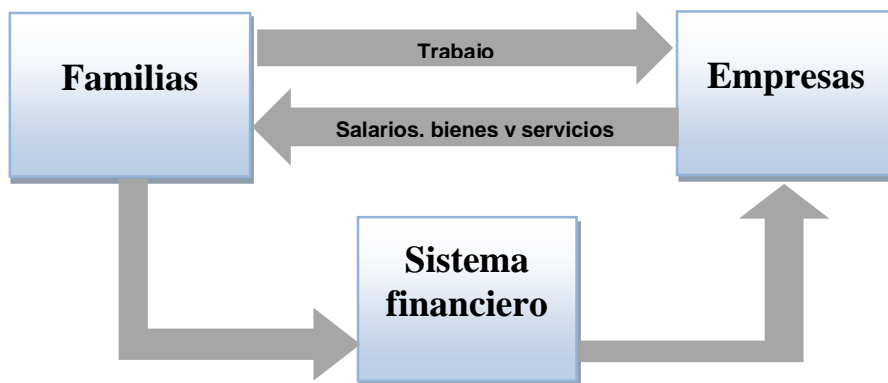 Familias
Trabajo
Empresas
Salarios, bienes y servicios
Sistema
financiero